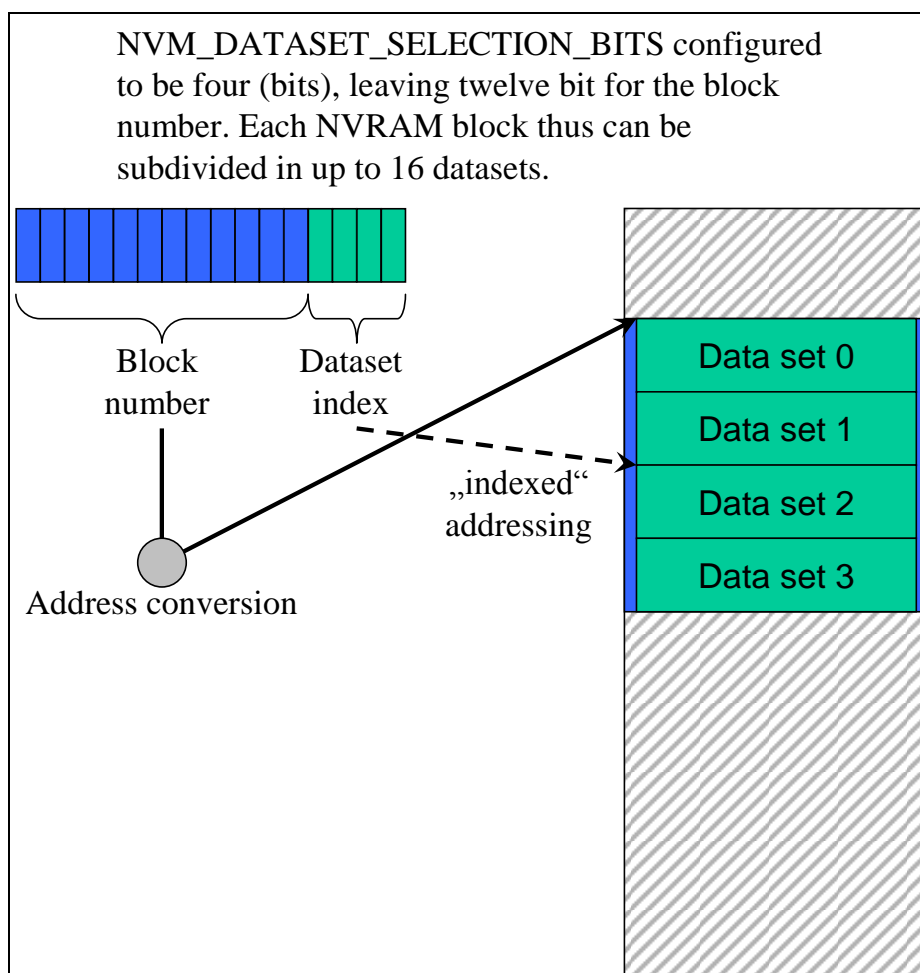 NVM_DATASET_SELECTION_BITS configured
to be four (bits), leaving twelve bit for the block
number. Each NVRAM block thus can be
subdivided in up to 16 datasets.
Block
number
Dataset
index
„indexed“
addressing
Address conversion
Data set 0
Data set 1
Data set 2
Data set 3